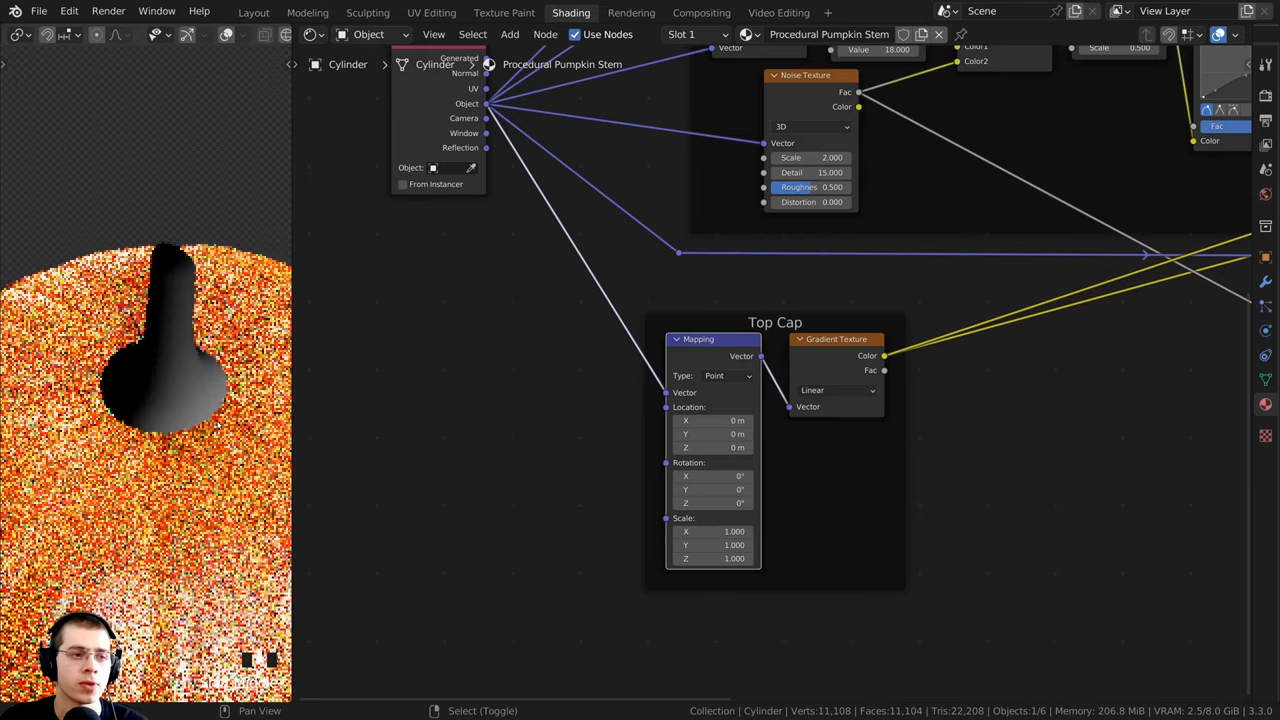 File Edit Render Window Help Layout Modeling Sculpting UV Editing Texture Paint Shading Rendering Compositing Video Editing Scene View Layer
Object View Select Add Node Use Nodes Slot 1 Procedural Pumpkin Stem
Cylinder Cylinder Procedural Pumpkin Stem
Generated
Normal
UV
Object
Camera
Window
Reflection
Object:
From Instancer
Vector
Value 18.000
Color1
Color2
Scale 0.500
Noise Texture
Fac
Color
3D
Vector
Scale 2.000
Detail 15.000
Roughnes 0.500
Distortion 0.000
Fac
Color
Top Cap
Mapping
Vector
Type: Point
Vector
Location:
X 0 m
Y 0 m
Z 0 m
Rotation:
X 0°
Y 0°
Z 0°
Scale:
X 1.000
Y 1.000
Z 1.000
Gradient Texture
Color
Fac
Linear
Vector
Pan View Select (Toggle) Collection | Cylinder | Verts:11,108 | Faces:11,104 | Tris:22,208 | Objects:1/6 | Memory: 206.8 MiB | VRAM: 2.5/8.0 GiB | 3.3.0